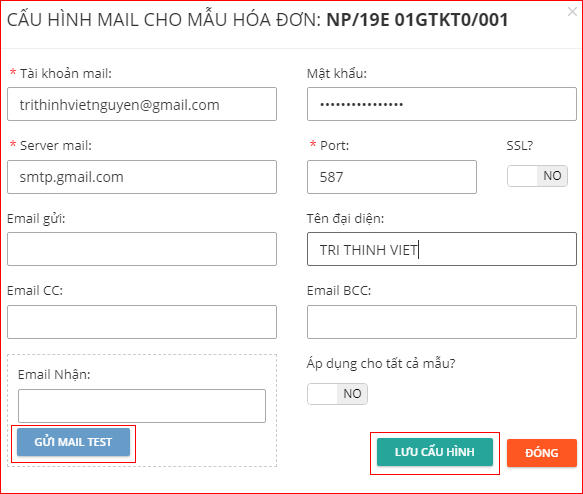 CẤU HÌNH MAIL CHO MẪU HÓA ĐƠN: NP/19E 01GTKT0/001
×
* Tài khoản mail:
Mật khẩu:
trithinhvietnguyen@gmail.com
••••••••••••••••
* Server mail:
* Port:
SSL?
smtp.gmail.com
587
NO
Email gửi:
Tên đại diện:
TRI THINH VIET
Email CC:
Email BCC:
Email Nhận:
Áp dụng cho tất cả mẫu?
NO
GỬI MAIL TEST
LƯU CẤU HÌNH
ĐÓNG